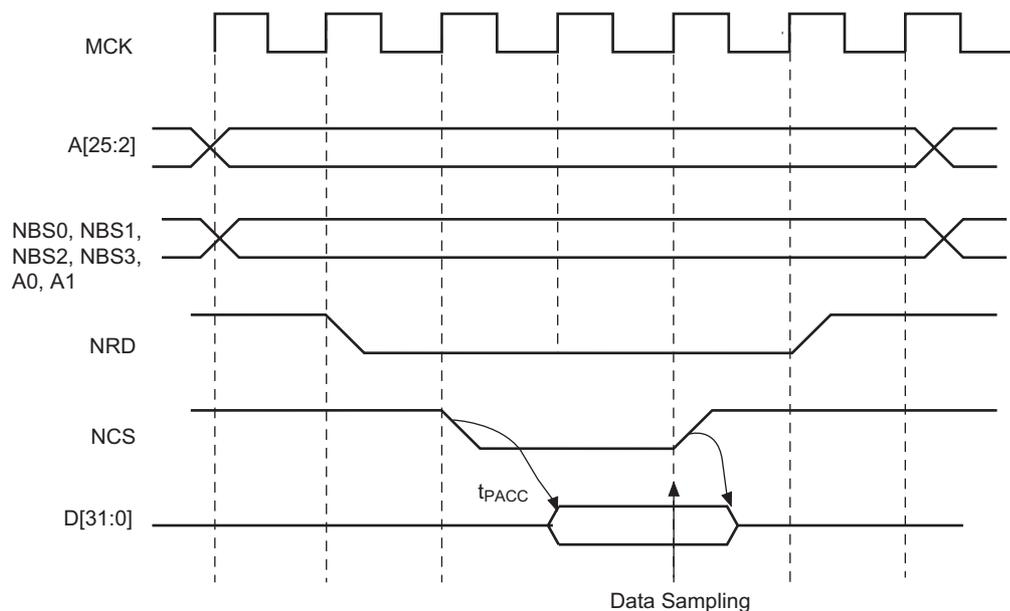 MCK
A[25:2]
NBS0, NBS1,
NBS2, NBS3,
A0, A1
NRD
NCS
tPACC
D[31:0]
Data Sampling